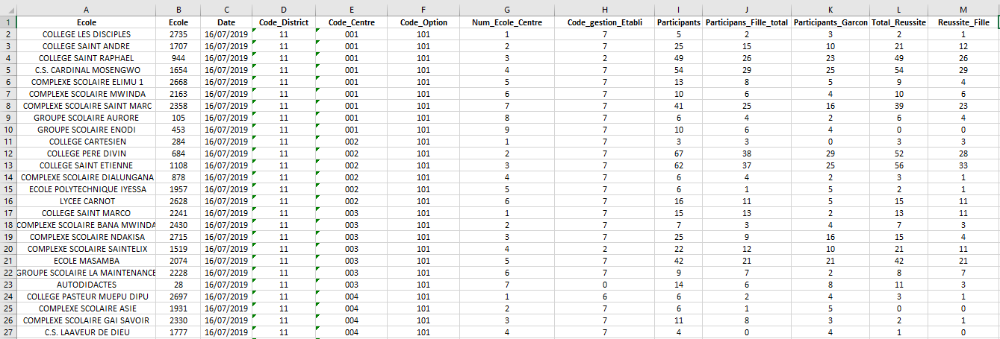 A B C D E F G H I J K L M
1 Ecole Ecole Date Code_District Code_Centre Code_Option Num_Ecole_Centre Code_gestion_Etabli Participants Participans_Fille_total Participants_Garcon Total_Reussite Reussite_Fille
2 COLLEGE LES DISCIPLES 2735 16/07/2019 11 001 101 1 7 5 2 3 2 1
3 COLLEGE SAINT ANDRE 1707 16/07/2019 11 001 101 2 7 25 15 10 21 12
4 COLLEGE SAINT RAPHAEL 944 16/07/2019 11 001 101 3 2 49 26 23 49 26
5 C.S. CARDINAL MOSENGWO 1654 16/07/2019 11 001 101 4 7 54 29 25 54 29
6 COMPLEXE SCOLAIRE ELIMU 1 2668 16/07/2019 11 001 101 5 7 13 8 5 9 4
7 COMPLEXE SCOLAIRE MWINDA 2163 16/07/2019 11 001 101 6 7 10 6 4 10 6
8 COMPLEXE SCOLAIRE SAINT MARC 2358 16/07/2019 11 001 101 7 7 41 25 16 39 23
9 GROUPE SCOLAIRE AURORE 105 16/07/2019 11 001 101 8 7 6 4 2 6 4
10 GROUPE SCOLAIRE ENODI 453 16/07/2019 11 001 101 9 7 10 6 4 0 0
11 COLLEGE CARTESIEN 284 16/07/2019 11 002 101 1 7 3 3 0 3 3
12 COLLEGE PERE DIVIN 684 16/07/2019 11 002 101 2 7 67 38 29 52 28
13 COLLEGE SAINT ETIENNE 1108 16/07/2019 11 002 101 3 7 62 37 25 56 33
14 COMPLEXE SCOLAIRE DIALUNGANA 878 16/07/2019 11 002 101 4 7 6 4 2 3 1
15 ECOLE POLYTECHNIQUE IYESSA 1957 16/07/2019 11 002 101 5 7 6 1 5 2 1
16 LYCEE CARNOT 2628 16/07/2019 11 002 101 6 7 16 11 5 15 11
17 COLLEGE SAINT MARCO 2241 16/07/2019 11 003 101 1 7 15 13 2 13 11
18 COMPLEXE SCOLAIRE BANA MWINDA 2430 16/07/2019 11 003 101 2 7 7 3 4 7 3
19 COMPLEXE SCOLAIRE NDAKISA 2715 16/07/2019 11 003 101 3 7 25 9 16 15 4
20 COMPLEXE SCOLAIRE SAINTELIX 1519 16/07/2019 11 003 101 4 2 22 12 10 21 11
21 ECOLE MASAMBA 2074 16/07/2019 11 003 101 5 7 42 21 21 42 21
22 GROUPE SCOLAIRE LA MAINTENANCE 2228 16/07/2019 11 003 101 6 7 9 7 2 8 7
23 AUTODIDACTES 28 16/07/2019 11 003 101 7 0 14 6 8 11 3
24 COLLEGE PASTEUR MUEPU DIPU 2697 16/07/2019 11 004 101 1 6 6 2 4 3 1
25 COMPLEXE SCOLAIRE ASIE 1931 16/07/2019 11 004 101 2 7 6 1 5 0 0
26 COMPLEXE SCOLAIRE GAI SAVOIR 2330 16/07/2019 11 004 101 3 7 11 8 3 2 1
27 C.S. LAAVEUR DE DIEU 1777 16/07/2019 11 004 101 4 7 4 0 4 1 0